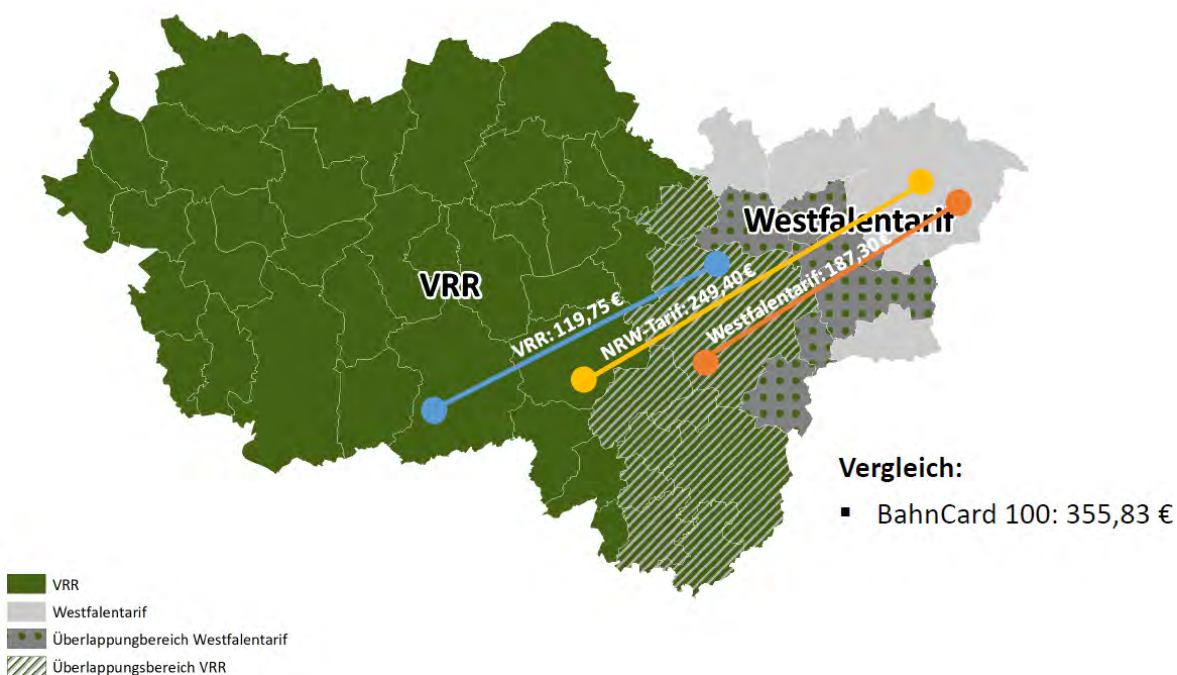 Westfalentarif
VRR
VRR: 119,75 €
NRW-Tarif: 249,40 €
Westfalentarif: 187,30 €
Vergleich:
▪ BahnCard 100: 355,83 €
VRR
Westfalentarif
Überlappungbereich Westfalentarif
Überlappungsbereich VRR